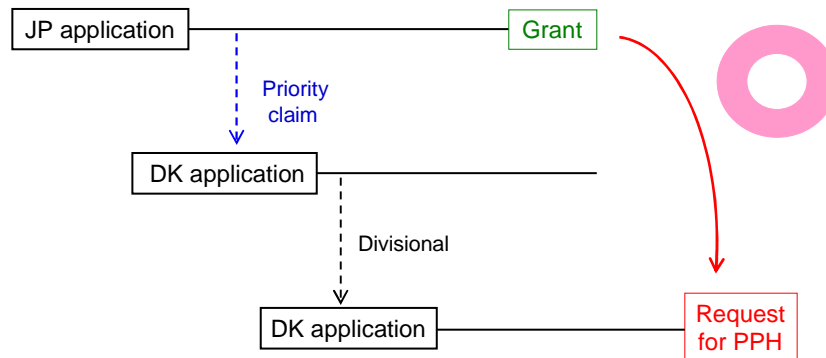 JP application
Grant
Priority
claim
DK application
Divisional
DK application
Request
for PPH